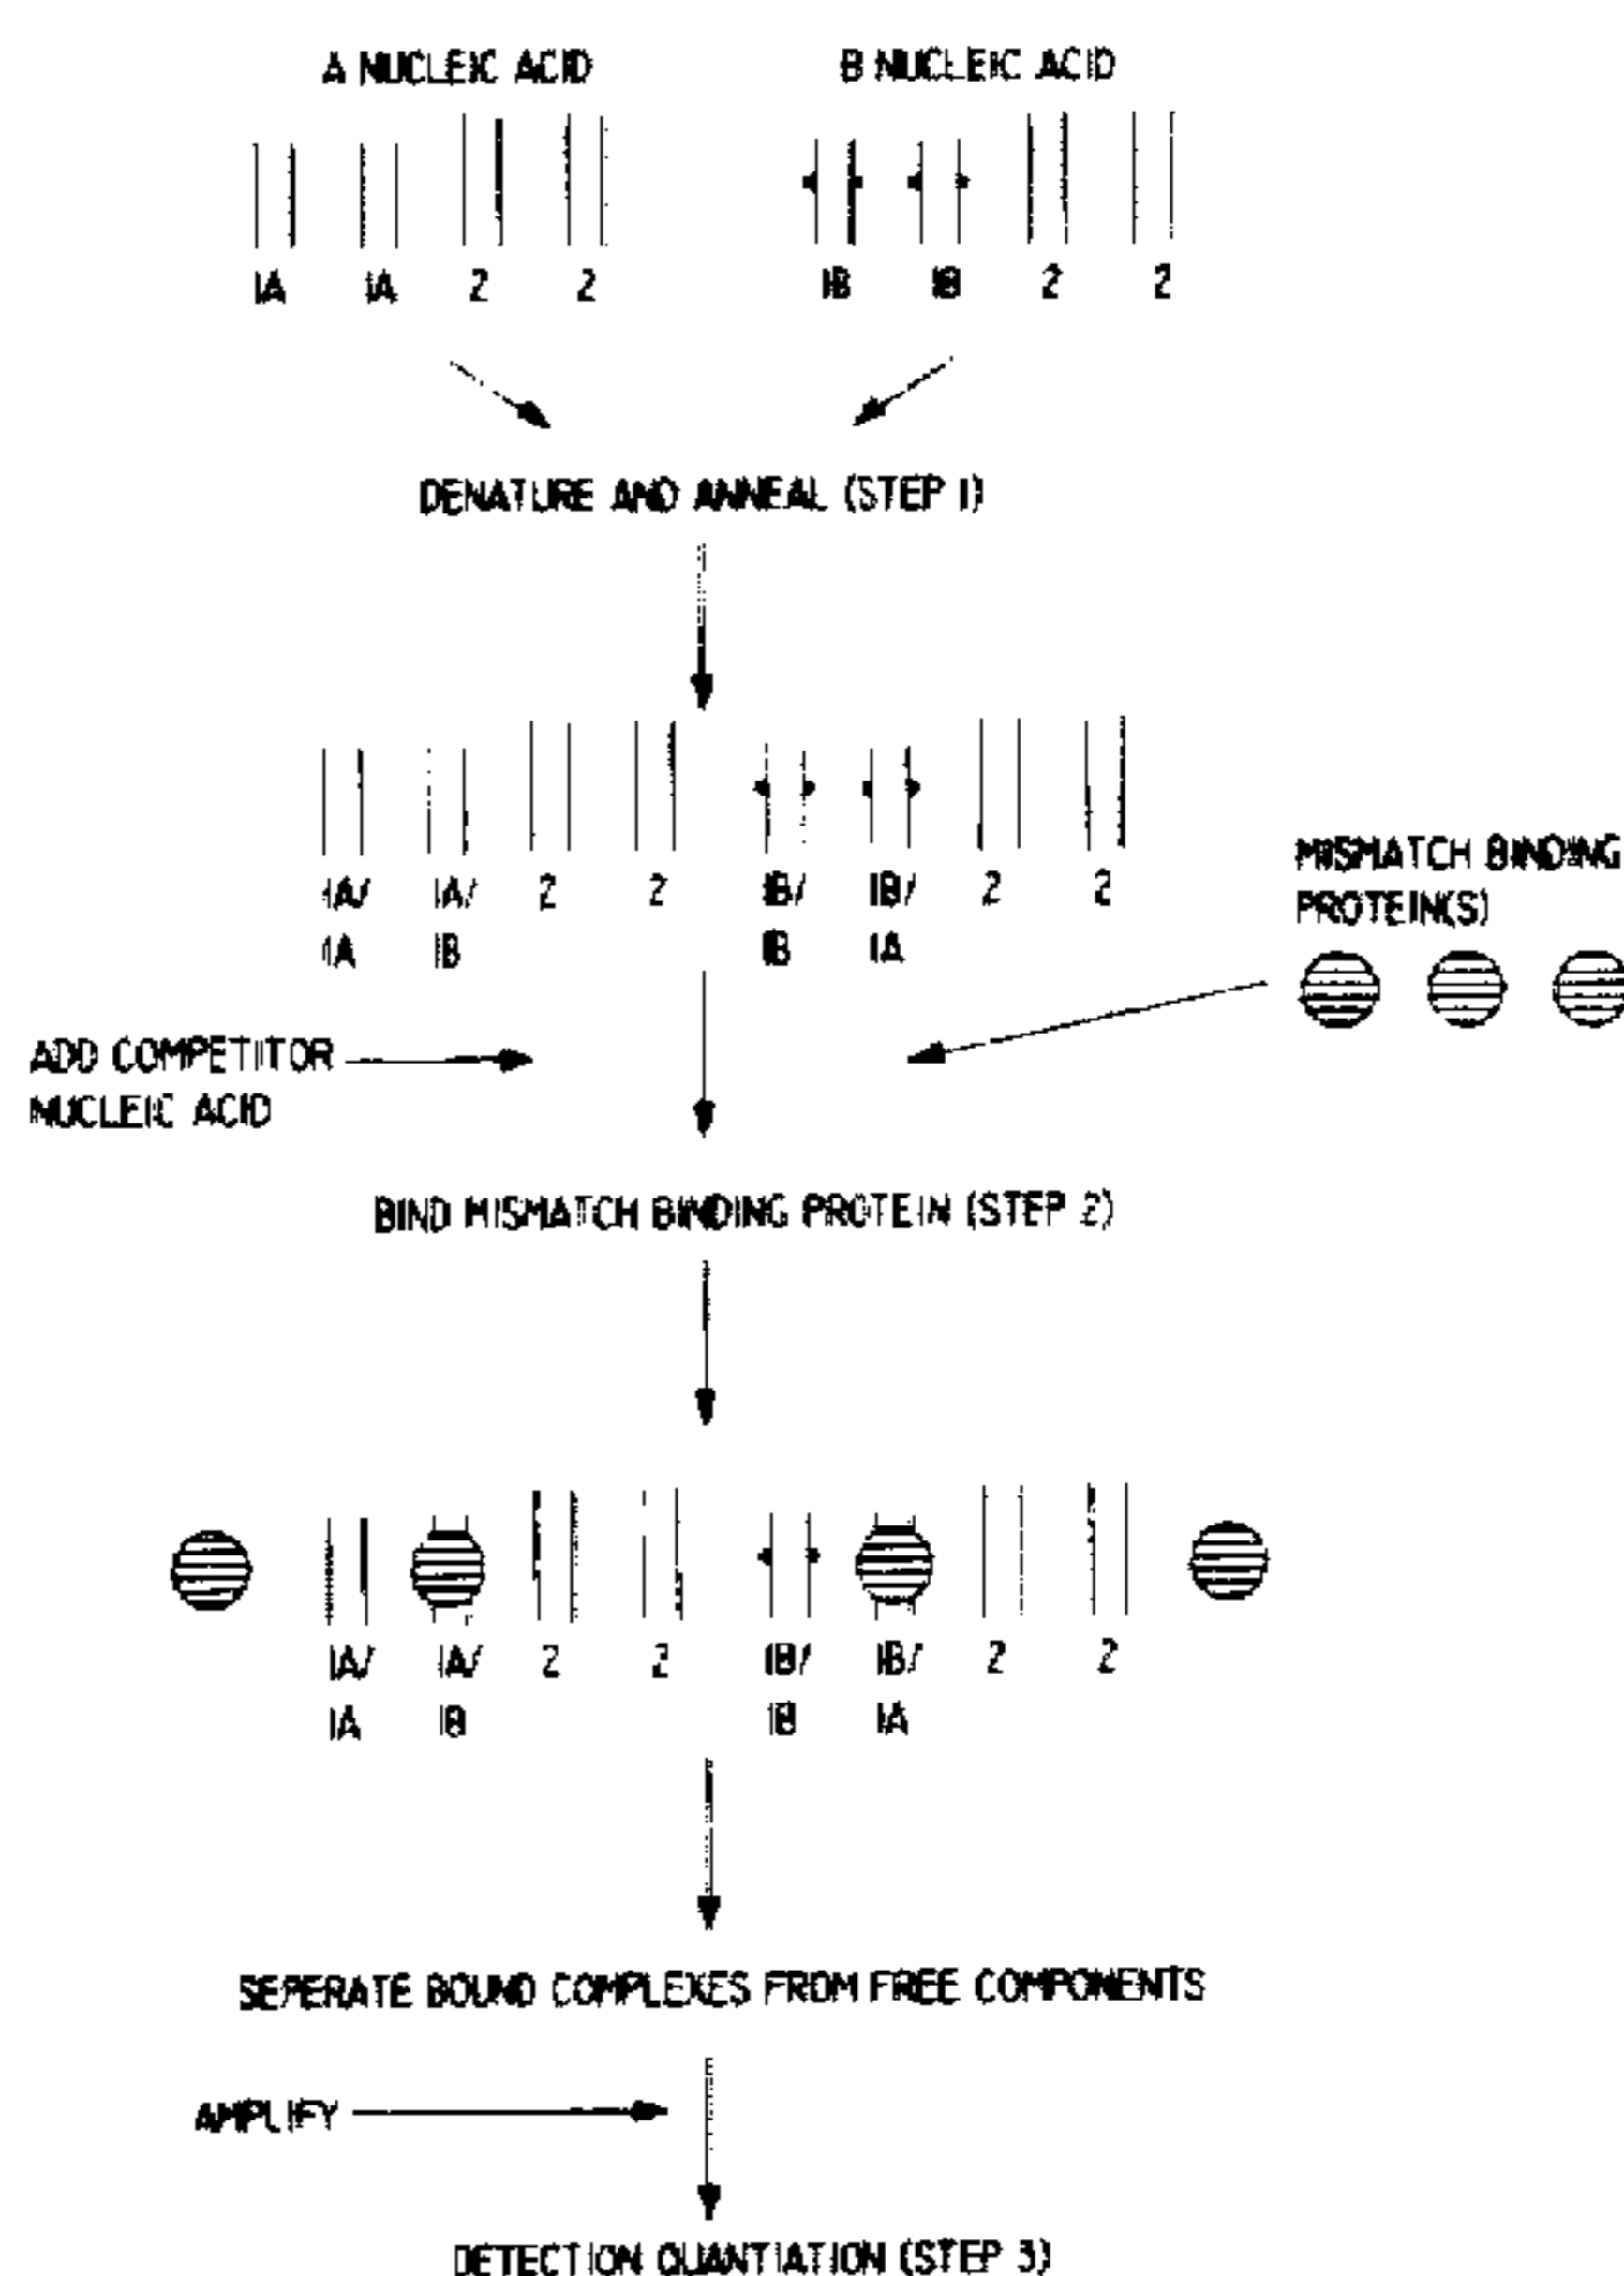 A NUCLEIC ACID B NUCLEIC ACID
1A 1A 2 2 1B 1B 2 2
DENATURE AND ANNEAL (STEP 1)
1A/ 1A/ 2 2 1B/ 1B/ 2 2
1A 1B 1B 1A
MISMATCH BINDING
PROTEIN(S)
ADD COMPETITOR
NUCLEIC ACID
BIND MISMATCH BINDING PROTEIN (STEP 2)
1A/ 1A/ 2 2 1B/ 1B/ 2 2
1A 1B 1B 1A
SEPERATE BOUND COMPLEXES FROM FREE COMPONENTS
AMPLIFY
DETECTION QUANTIATION (STEP 3)